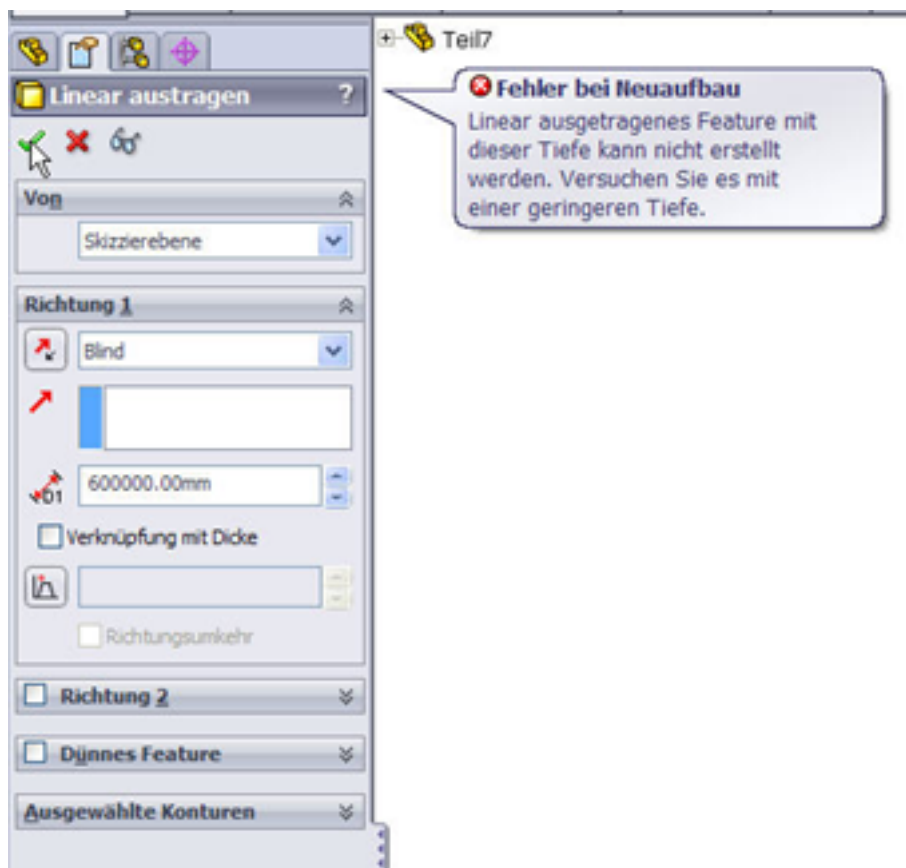 Teil7
Linear austragen ?
Fehler bei Neuaufbau
Linear ausgetragenes Feature mit
dieser Tiefe kann nicht erstellt
werden. Versuchen Sie es mit
einer geringeren Tiefe.
Von
Skizzierebene
Richtung 1
Blind
D1
600000.00mm
Verknüpfung mit Dicke
Richtungsumkehr
Richtung 2
Dünnes Feature
Ausgewählte Konturen